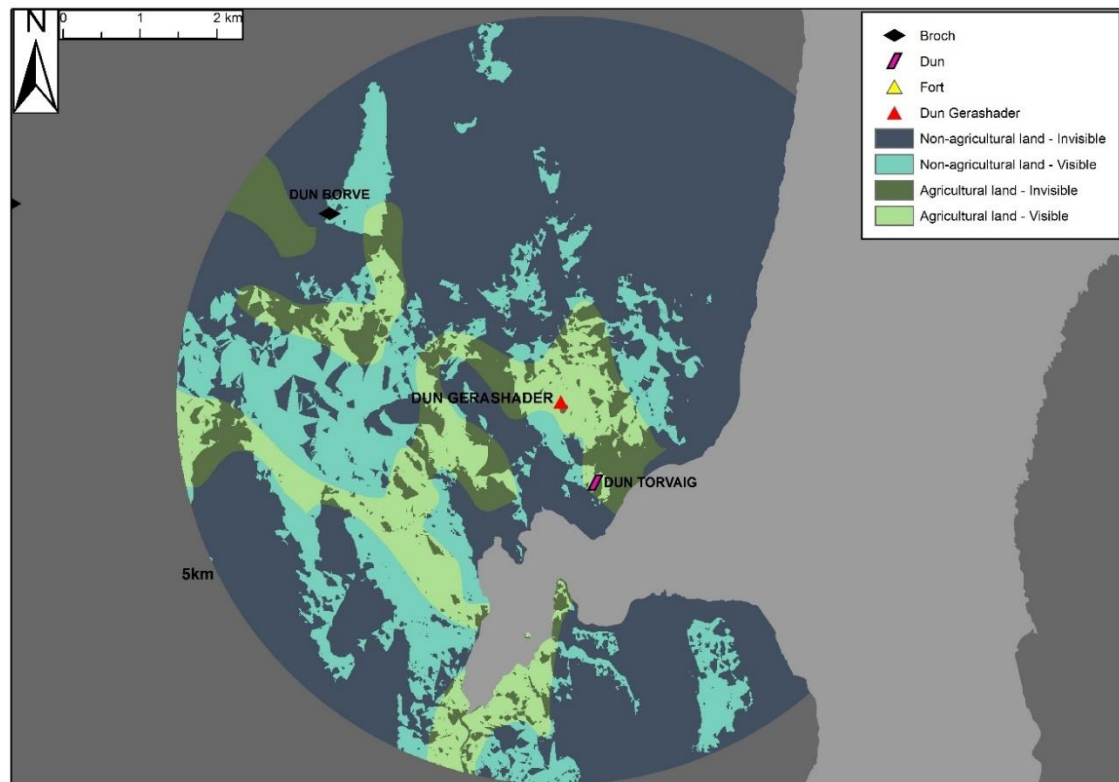 N
0 1 2 km
Broch
Dun
Fort
Dun Gerashader
Non-agricultural land - Invisible
Non-agricultural land - Visible
Agricultural land - Invisible
Agricultural land - Visible
DUN BORVE
DUN GERASHADER
DUN TORVAIG
5km